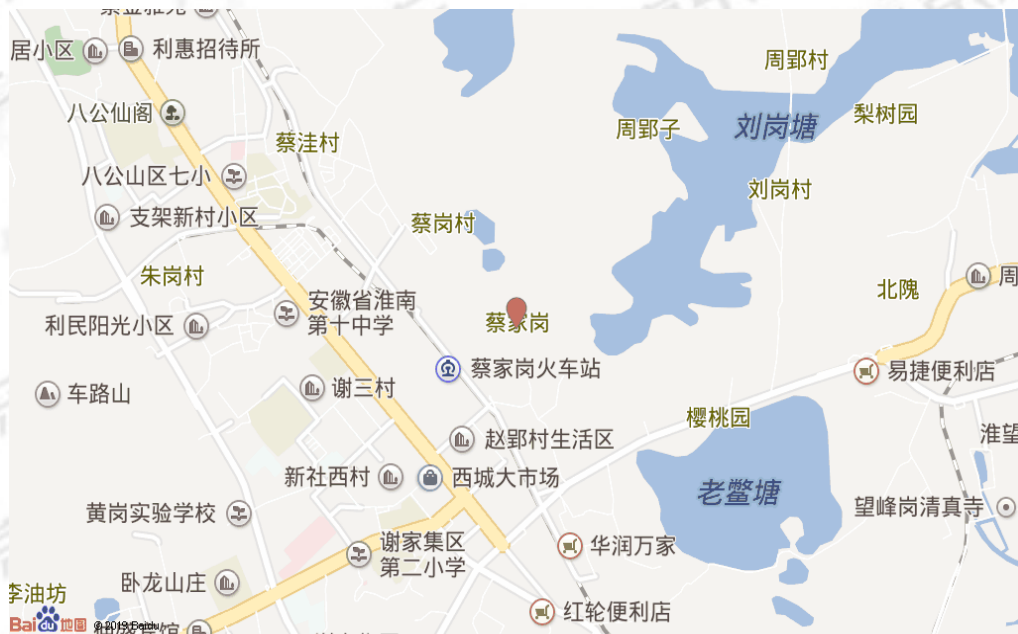 居小区
利惠招待所
周郢村
八公仙阁
梨树园
周郢子
刘岗塘
蔡洼村
八公山区七小
刘岗村
支架新村小区
蔡岗村
朱岗村
周
北隗
安徽省淮南
第十中学
利民阳光小区
蔡家岗
蔡家岗火车站
易捷便利店
车路山
谢三村
樱桃园
淮望
赵郢村生活区
新社西村
西城大市场
老鳖塘
黄岗实验学校
望峰岗清真寺
谢家集区
第二小学
华润万家
卧龙山庄
李油坊
红轮便利店
Bai du 地图
© 2019 Baidu